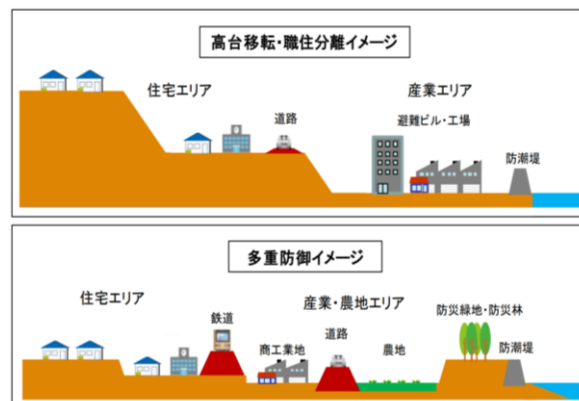 高台移転・職住分離イメージ
住宅エリア
産業エリア
道路
避難ビル・工場
防潮堤
多重防御イメージ
住宅エリア
産業・農地エリア
防災緑地・防災林
鉄道
道路
商工業地
農地
防潮堤